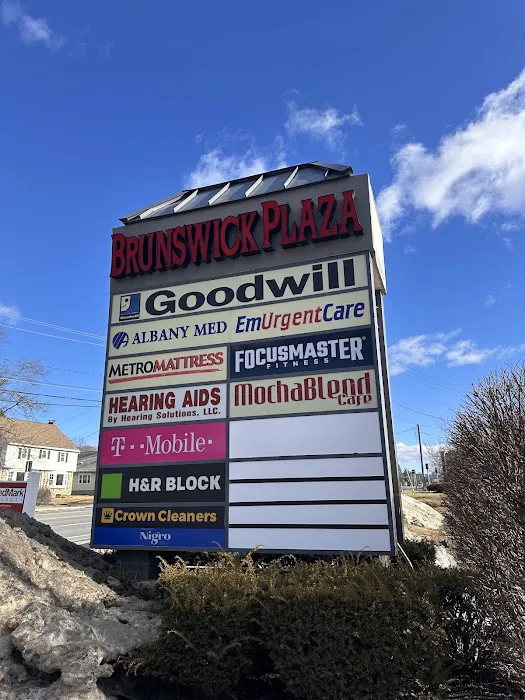 BRUNSWICK PLAZA
Goodwill
ALBANY MED EmUrgentCare
METROMATTRESS
FOCUSMASTER
FITNESS
HEARING AIDS
By Hearing Solutions, LLC.
MochaBlend
Cafe
T·Mobile·
H&R BLOCK
Crown Cleaners
Nigro
edMark